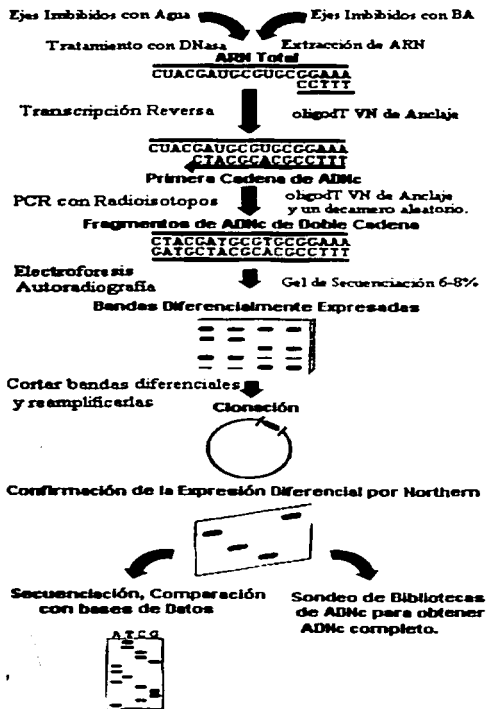 Ejes Imbibidos con Agua
Ejes Imbibidos con BA
Tratamiento con DNasa
Extracción de ARN
ARN Total
CUACGAUGCGUGCGGAAA
CCTTT
Transcripción Reversa
oligodT VN de Anclaje
CUACGAUGCGUGCGGAAA
CTACGCACGCCTTT
Primera Cadena de ADNc
PCR con Radioisotopos
oligodT VN de Anclaje
y un decamero aleatorio.
Fragmentos de ADNc de Doble Cadena
CTACGATGCGTGCGGAAA
GATGCTACGCACGCCTTT
Electroforesis
Autoradiografía
Gel de Secuenciación 6-8%
Bandas Diferencialmente Expresadas
Cortar bandas diferenciales
y reamplificarlas
Clonación
Confirmación de la Expresión Diferencial por Northern
Secuenciación, Comparación
con bases de Datos
Sondeo de Bibliotecas
de ADNc para obtener
ADNc completo.
A T C G